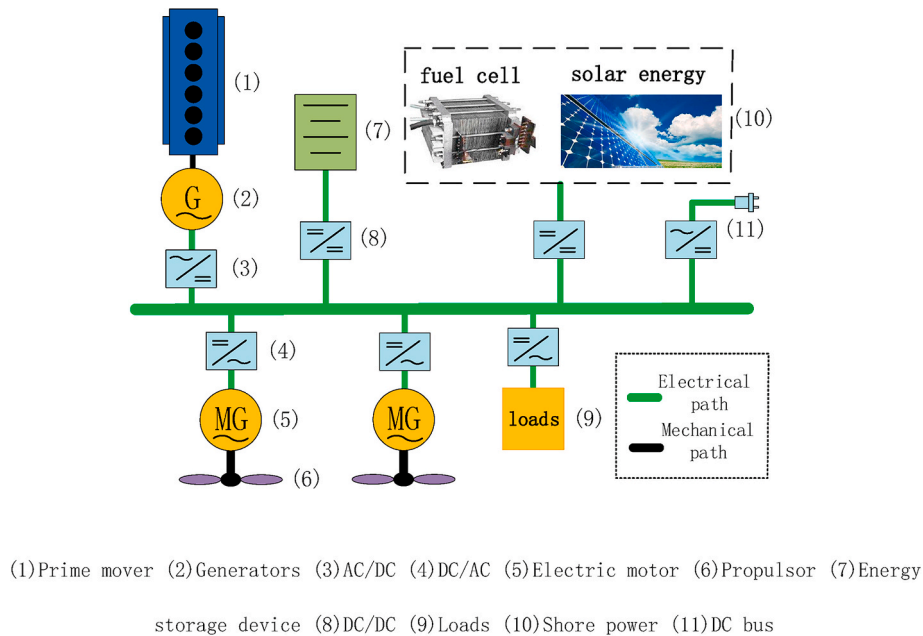 (1)
fuel cell
solar energy
(7)
(10)
G
(2)
(8)
(11)
(3)
(4)
MG
(5)
MG
loads
(9)
(6)
Electrical
path
Mechanical
path
(1)Prime mover (2)Generators (3)AC/DC (4)DC/AC (5)Electric motor (6)Propulsor (7)Energy
storage device (8)DC/DC (9)Loads (10)Shore power (11)DC bus